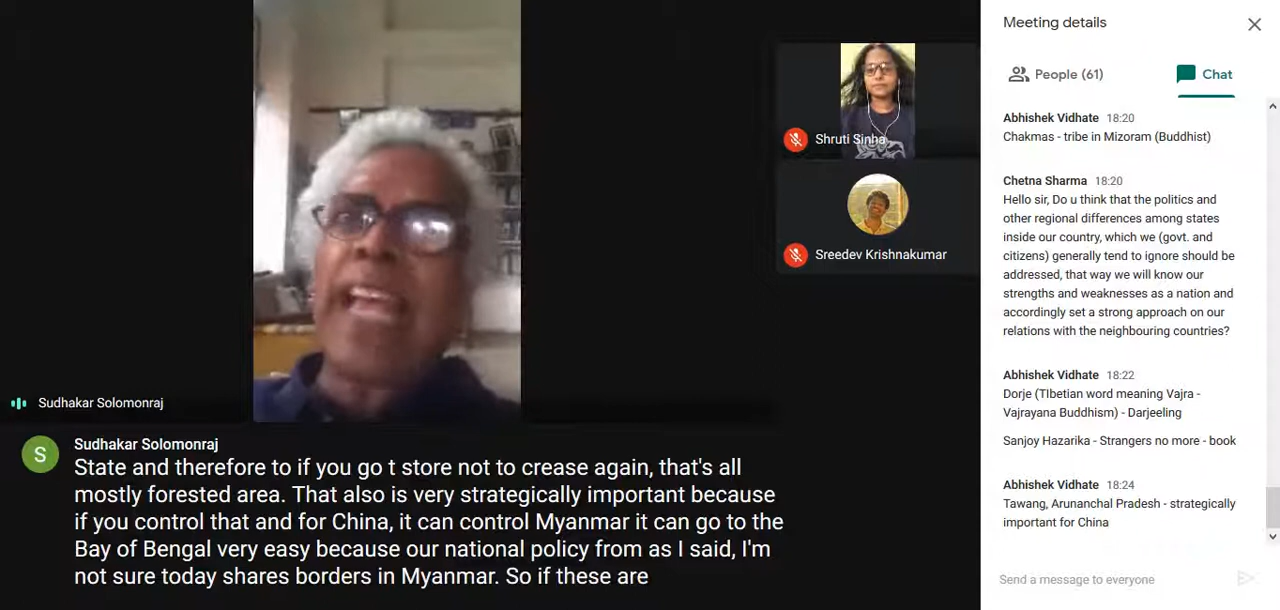 Meeting details
People (61)
Chat
Abhishek Vidhate 18:20
Chakmas - tribe in Mizoram (Buddhist)
Chetna Sharma 18:20
Hello sir, Do u think that the politics and
other regional differences among states
inside our country, which we (govt. and
citizens) generally tend to ignore should be
addressed, that way we will know our
strengths and weaknesses as a nation and
accordingly set a strong approach on our
relations with the neighbouring countries?
Abhishek Vidhate 18:22
Dorje (TIbetian word meaning Vajra -
Vajrayana Buddhism) - Darjeeling
Sanjoy Hazarika - Strangers no more - book
Abhishek Vidhate 18:24
Tawang, Arunanchal Pradesh - strategically
important for China
Send a message to everyone
Shruti Sinha
Sreedev Krishnakumar
Sudhakar Solomonraj
S
Sudhakar Solomonraj
State and therefore to if you go t store not to crease again, that's all
mostly forested area. That also is very strategically important because
if you control that and for China, it can control Myanmar it can go to the
Bay of Bengal very easy because our national policy from as I said, I'm
not sure today shares borders in Myanmar. So if these are